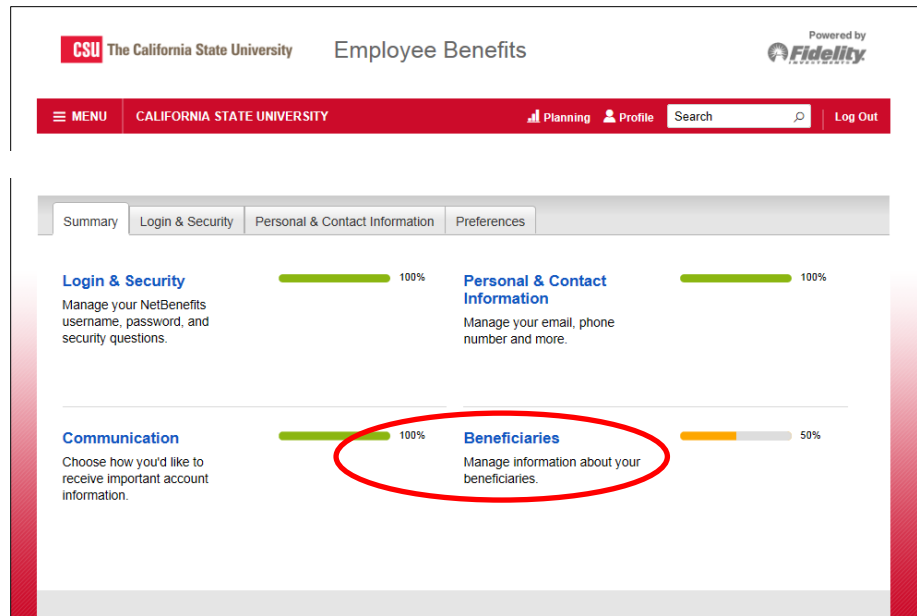 CSU The California State University
Employee Benefits
Powered by
Fidelity
INVESTMENTS
MENU
CALIFORNIA STATE UNIVERSITY
Planning
Profile
Search
Log Out
Summary
Login & Security
Personal & Contact Information
Preferences
Login & Security
100%
Manage your NetBenefits
username, password, and
security questions.
Personal & Contact
Information
100%
Manage your email, phone
number and more.
Communication
100%
Choose how you'd like to
receive important account
information.
Beneficiaries
50%
Manage information about your
beneficiaries.